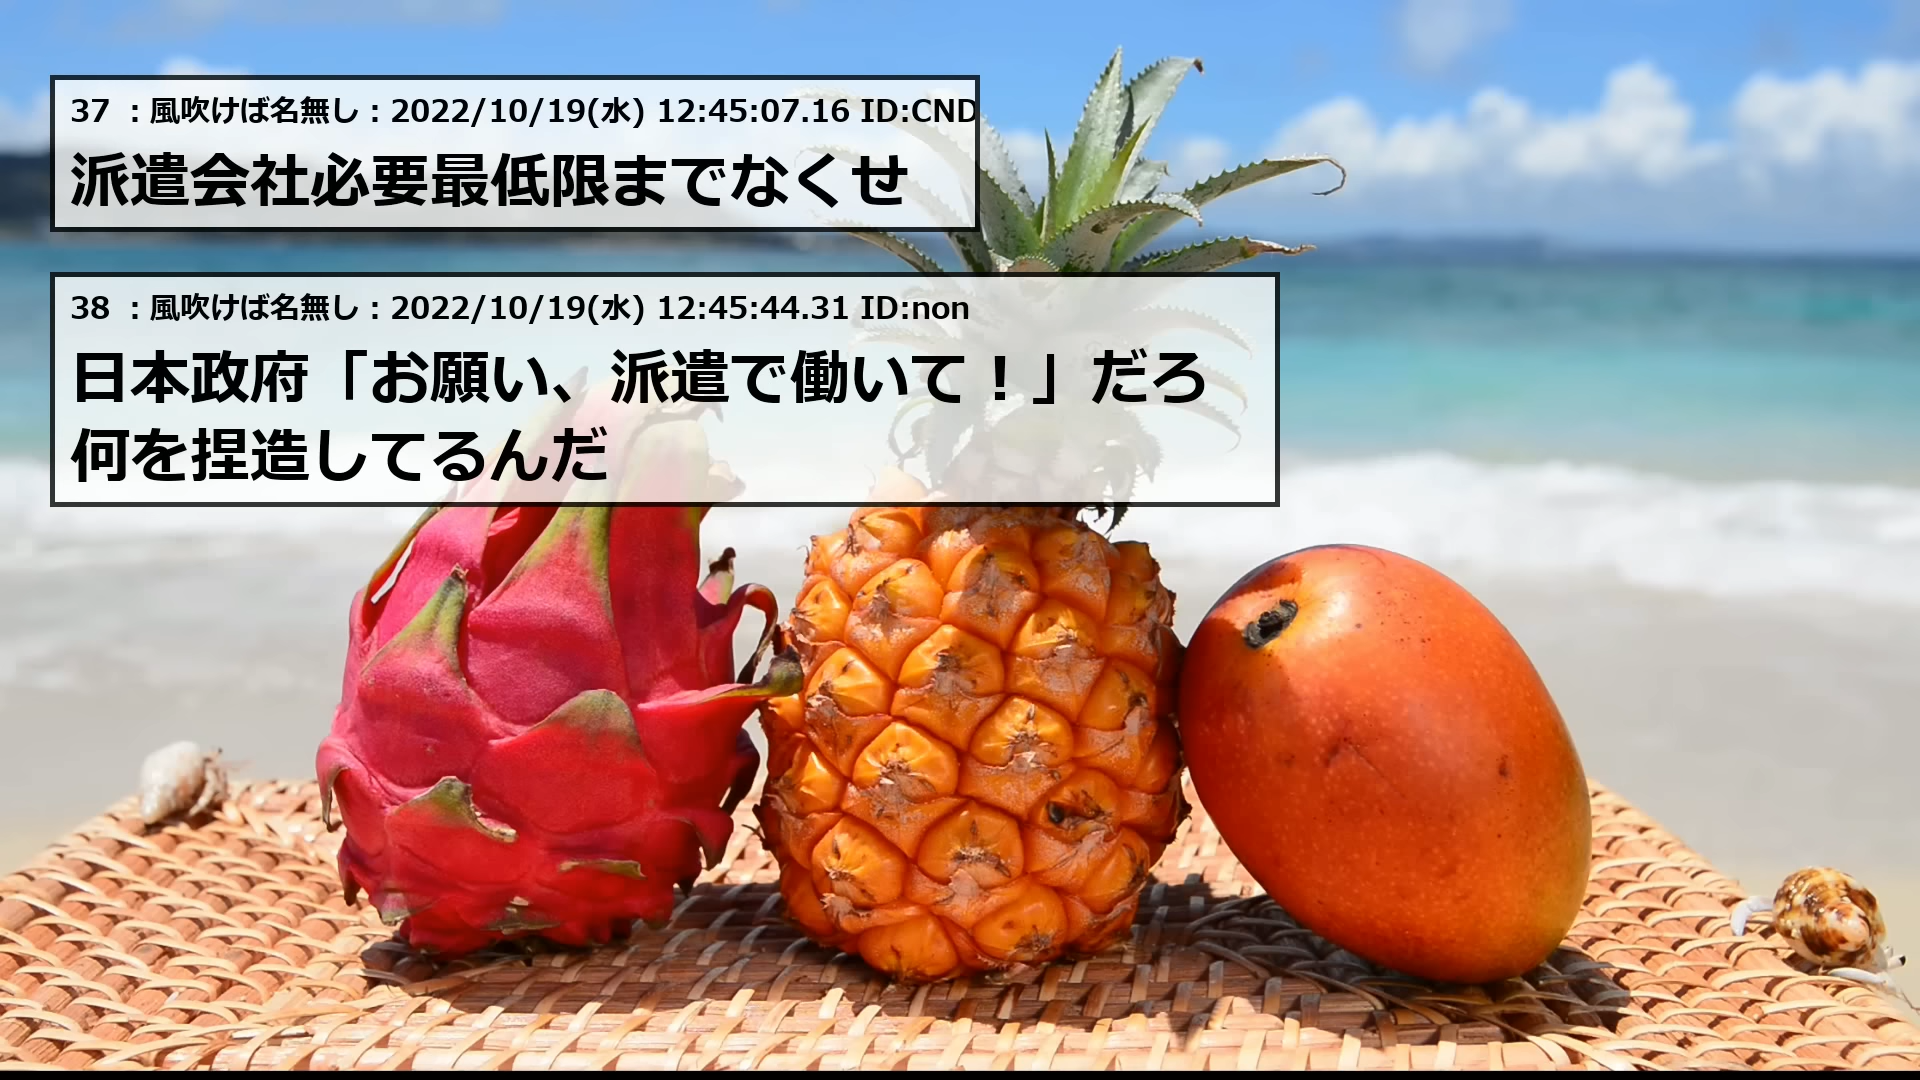 37 ：風吹けば名無し：2022/10/19(水) 12:45:07.16 ID:CND
派遣会社必要最低限までなくせ
38 ：風吹けば名無し：2022/10/19(水) 12:45:44.31 ID:non
日本政府「お願い、派遣で働いて！」だろ
何を捏造してるんだ